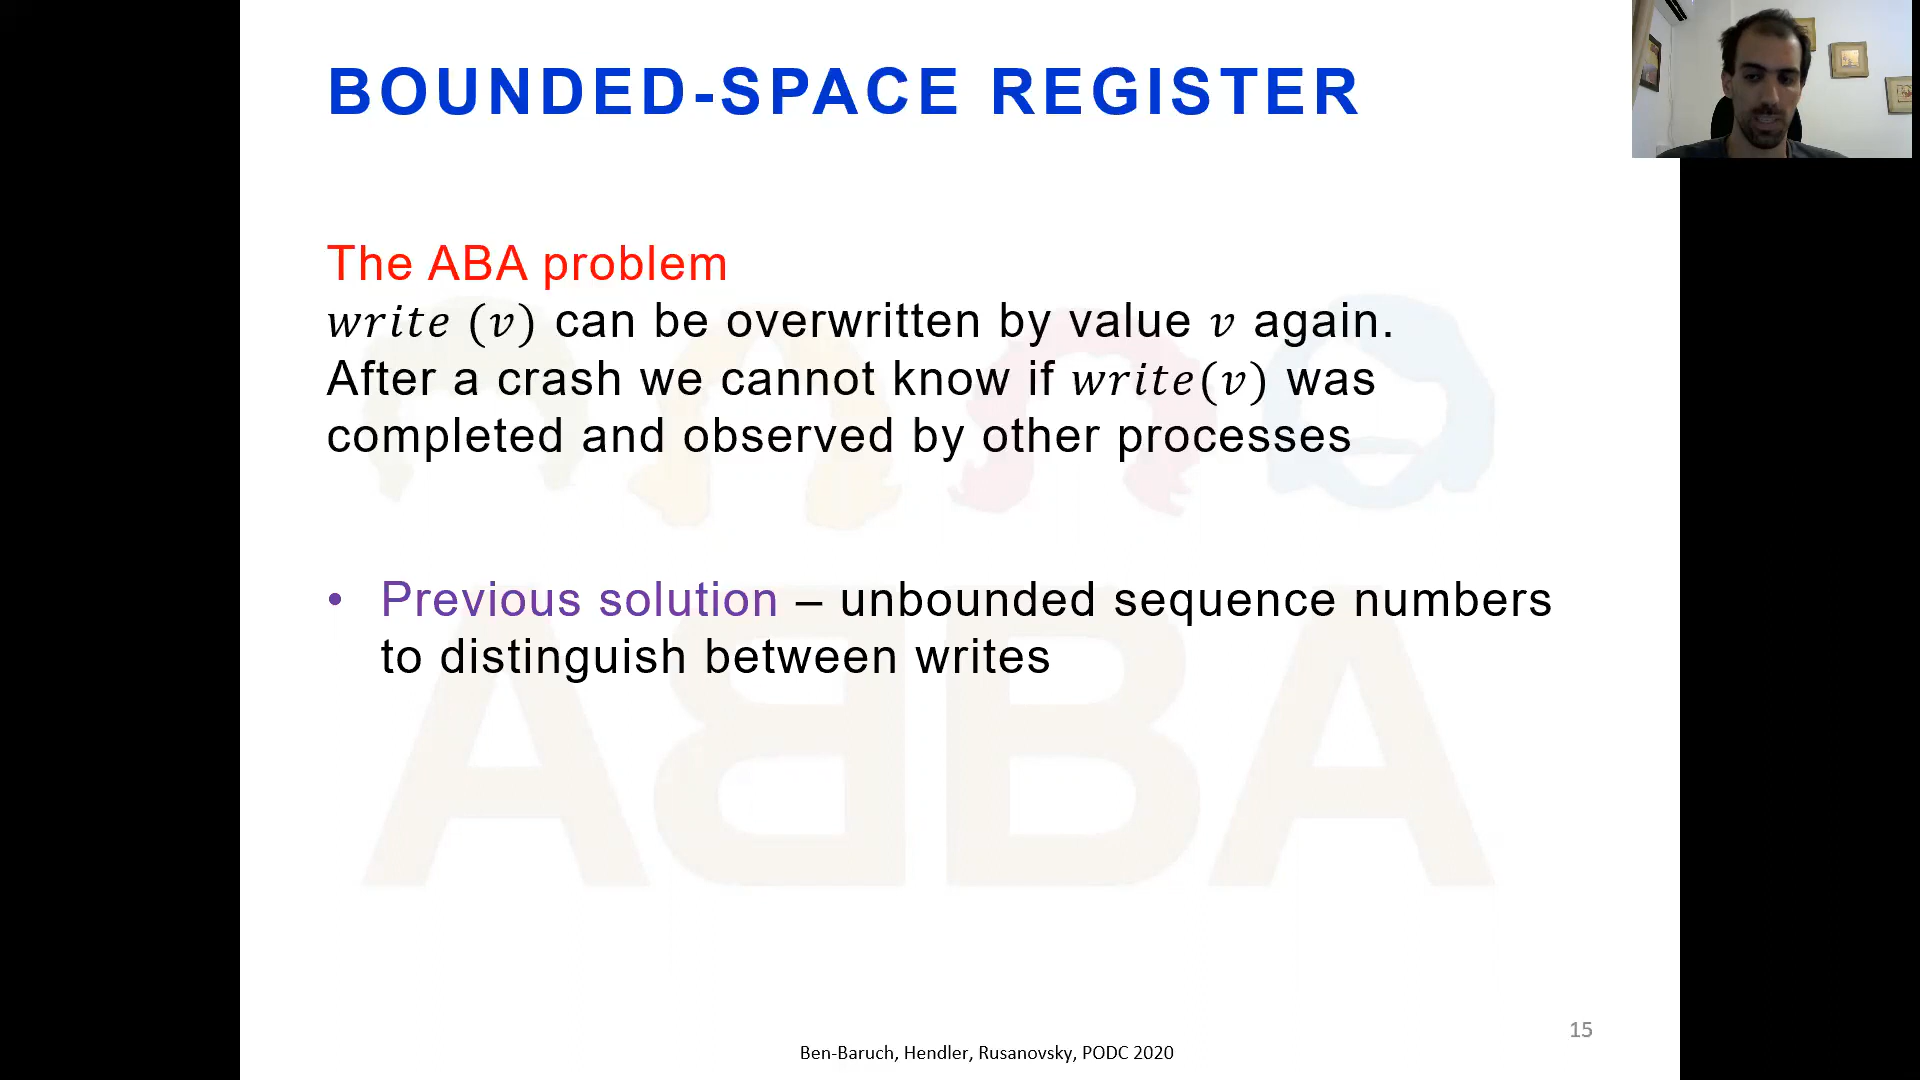 BOUNDED-SPACE REGISTER
The ABA problem
write (v) can be overwritten by value v again.
After a crash we cannot know if write(v) was
completed and observed by other processes
• Previous solution – unbounded sequence numbers
to distinguish between writes
ABBA
15
Ben-Baruch, Hendler, Rusanovsky, PODC 2020